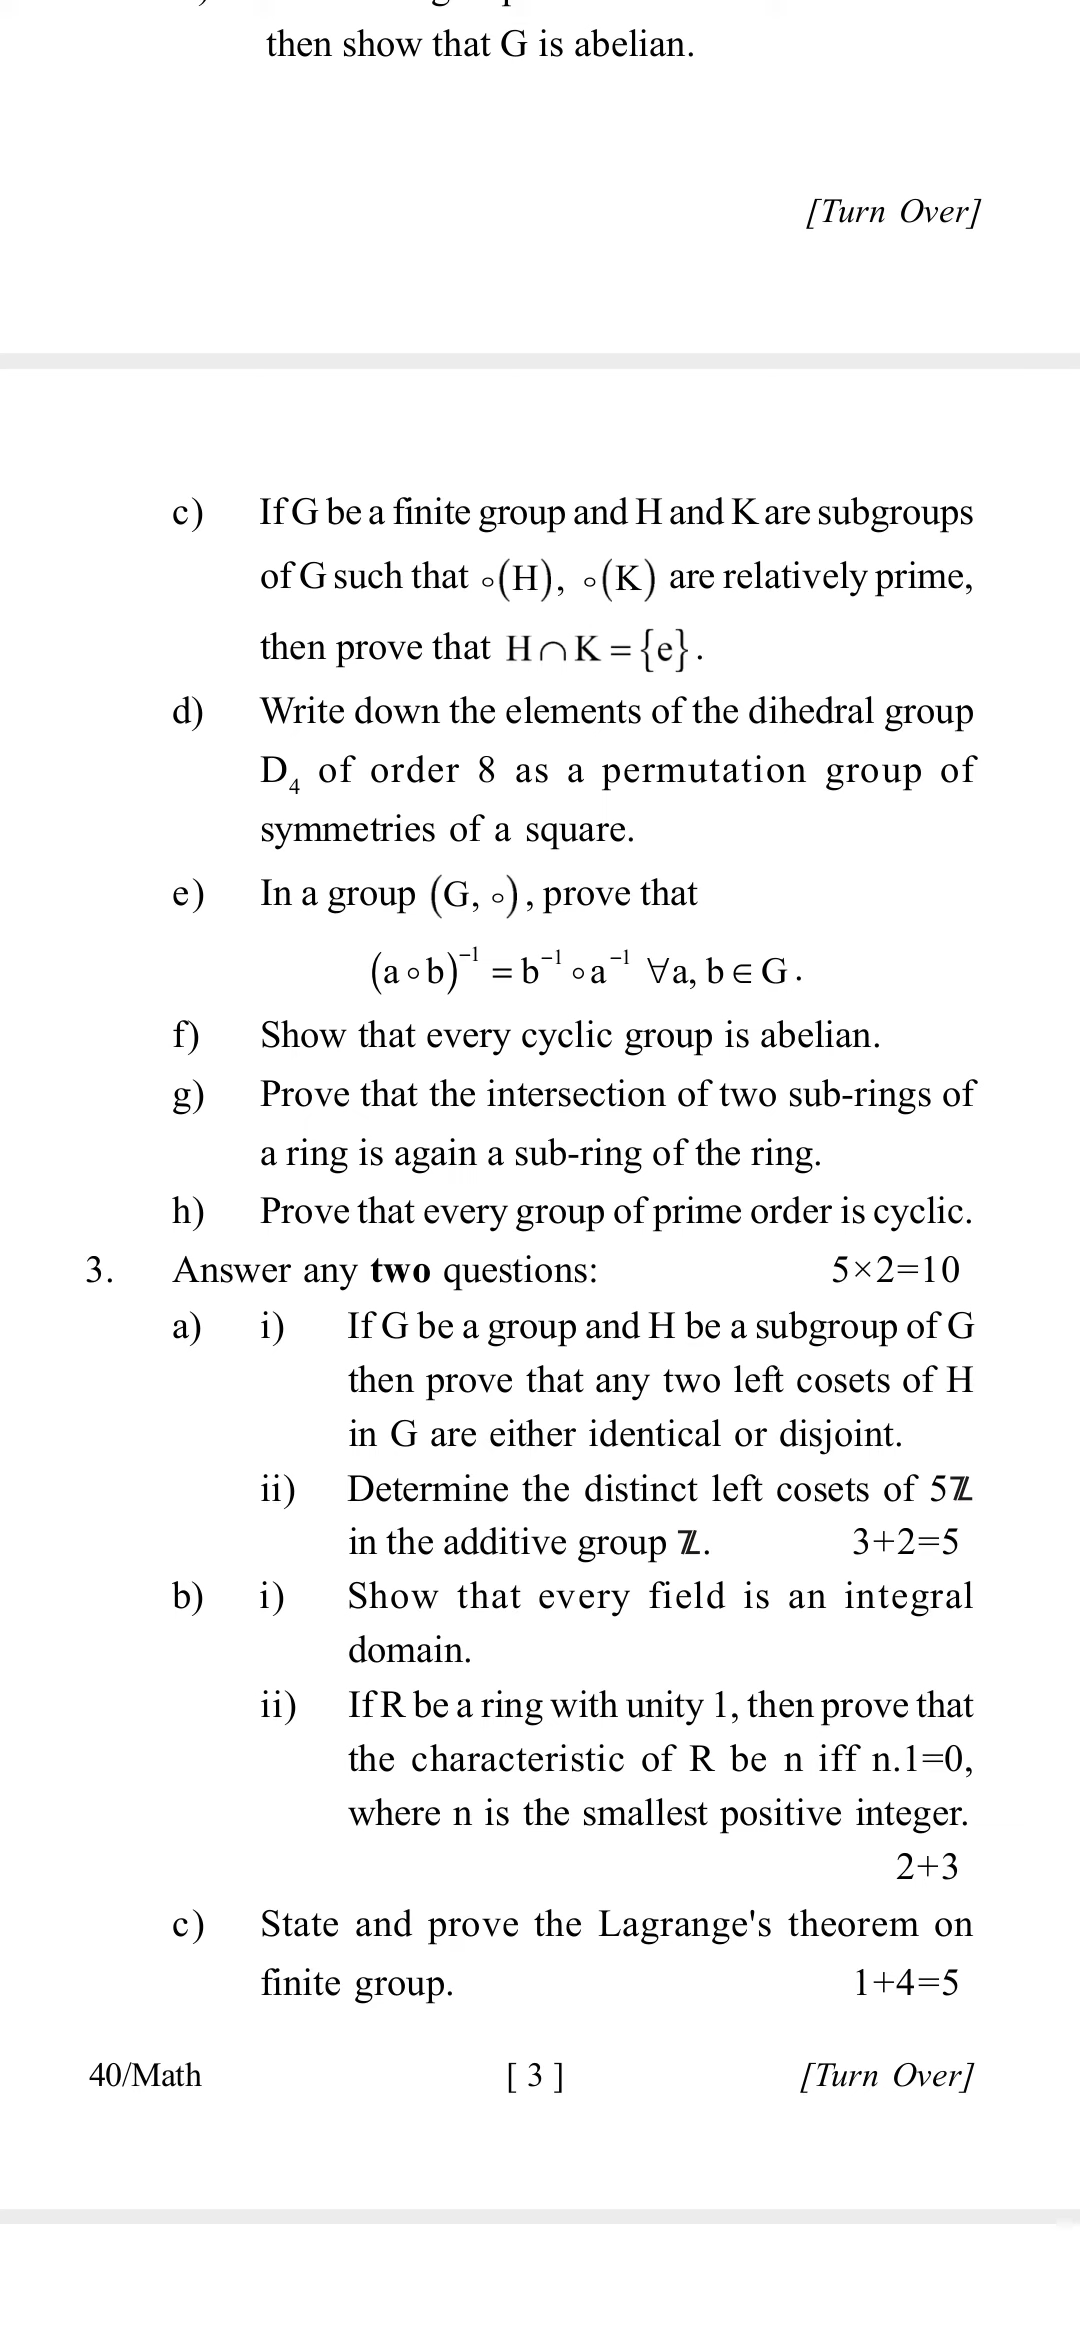 then show that G is abelian.
[Turn Over]
c) If G be a finite group and H and K are subgroups
of G such that ∘(H), ∘(K) are relatively prime,
then prove that H∩K={e}.
d) Write down the elements of the dihedral group
D₄ of order 8 as a permutation group of
symmetries of a square.
e) In a group (G, ∘), prove that
(a∘b)⁻¹ = b⁻¹∘a⁻¹ ∀a, b∈G.
f) Show that every cyclic group is abelian.
g) Prove that the intersection of two sub-rings of
a ring is again a sub-ring of the ring.
h) Prove that every group of prime order is cyclic.
3. Answer any two questions: 5×2=10
a) i) If G be a group and H be a subgroup of G
then prove that any two left cosets of H
in G are either identical or disjoint.
ii) Determine the distinct left cosets of 5ℤ
in the additive group ℤ. 3+2=5
b) i) Show that every field is an integral
domain.
ii) If R be a ring with unity 1, then prove that
the characteristic of R be n iff n.1=0,
where n is the smallest positive integer.
2+3
c) State and prove the Lagrange's theorem on
finite group. 1+4=5
40/Math [ 3 ] [Turn Over]